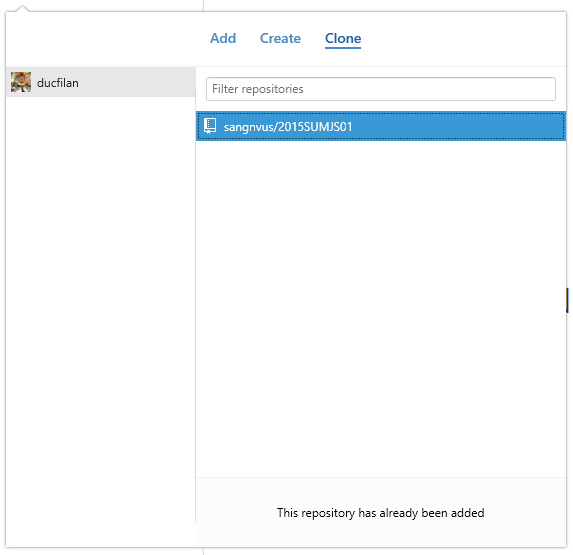 Add Create Clone
ducfilan
Filter repositories
sangnvus/2015SUMJS01
This repository has already been added